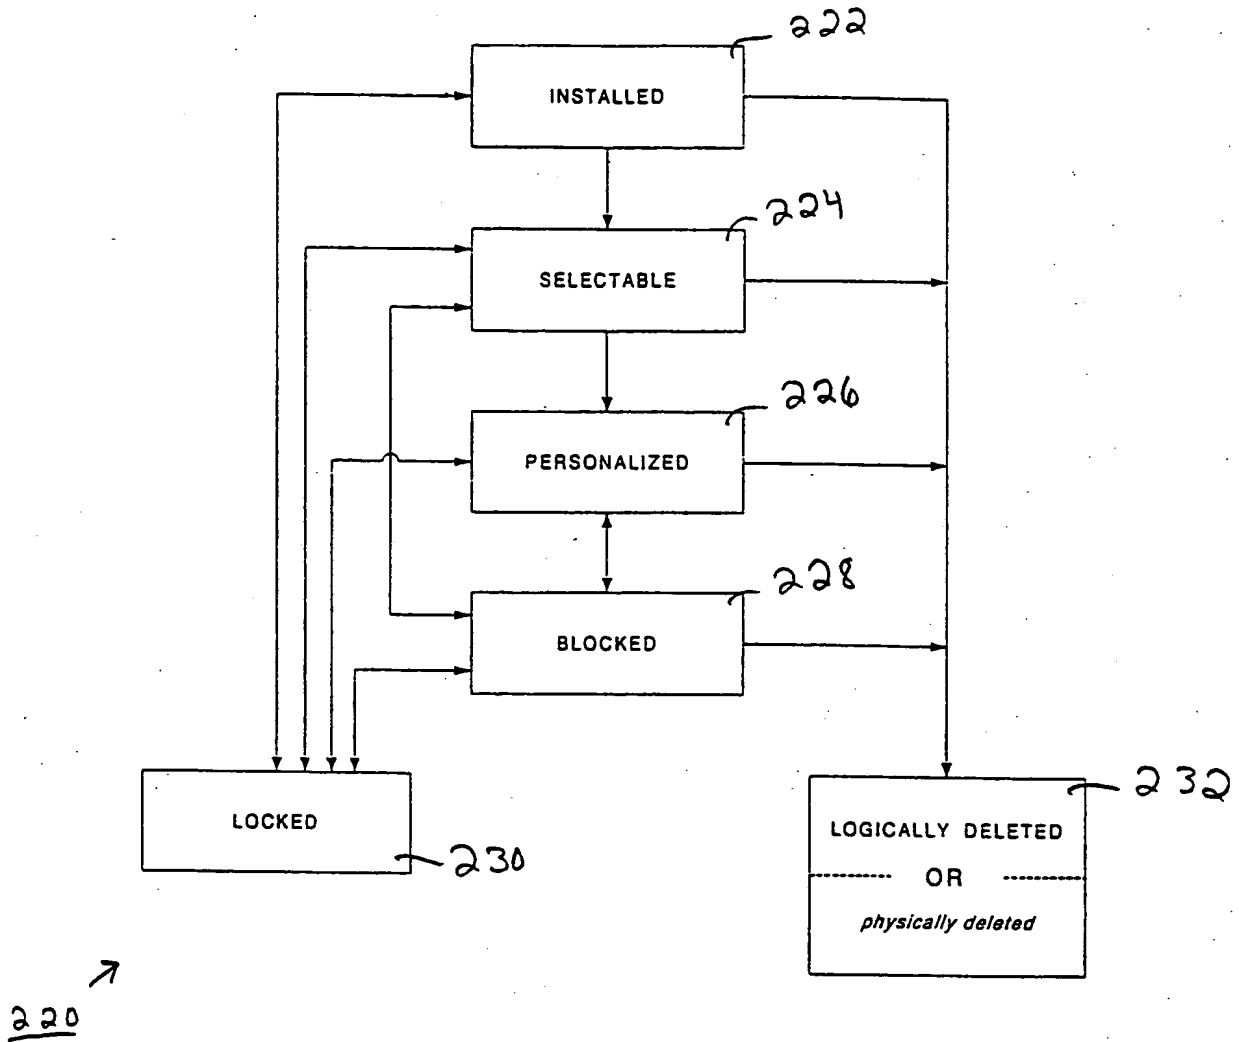 222
INSTALLED
224
SELECTABLE
226
PERSONALIZED
228
BLOCKED
232
LOCKED
LOGICALLY DELETED
230
OR
physically deleted
220